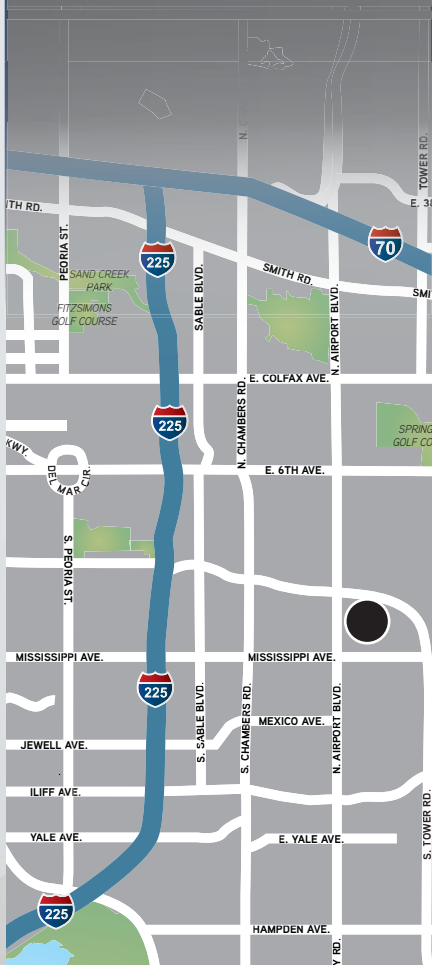 N. C
TOWER RD.
ITH RD.
E. 38
PEORIA ST.
225
70
SAND CREEK
PARK
SMITH RD.
SMI
SABLE BLVD.
N. AIRPORT BLVD.
FITZSIMONS
GOLF COURSE
E. COLFAX AVE.
N. CHAMBERS RD.
225
SPRING
GOLF CO
KWY.
DEL MAR CIR.
E. 6TH AVE.
S. PEORIA ST.
MISSISSIPPI AVE.
MISSISSIPPI AVE.
225
S. SABLE BLVD.
S. CHAMBERS RD.
N. AIRPORT BLVD.
MEXICO AVE.
JEWELL AVE.
ILIFF AVE.
S. TOWER RD.
YALE AVE.
E. YALE AVE.
225
HAMPDEN AVE.
Y RD.